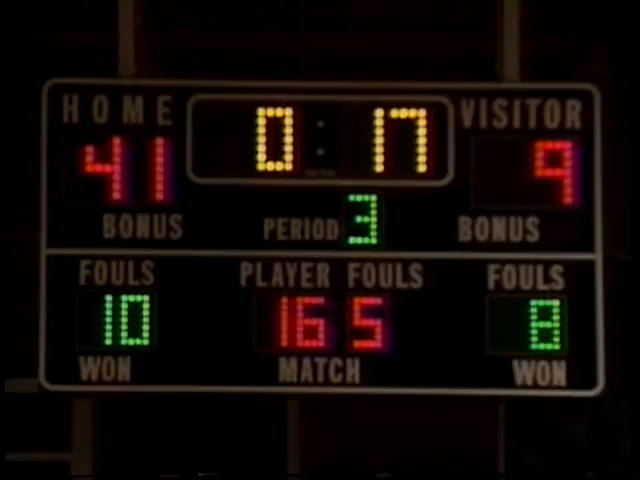 HOME VISITOR
0 : 17
41 9
BONUS PERIOD 3 BONUS
FOULS PLAYER FOULS FOULS
10 16 5 8
WON MATCH WON